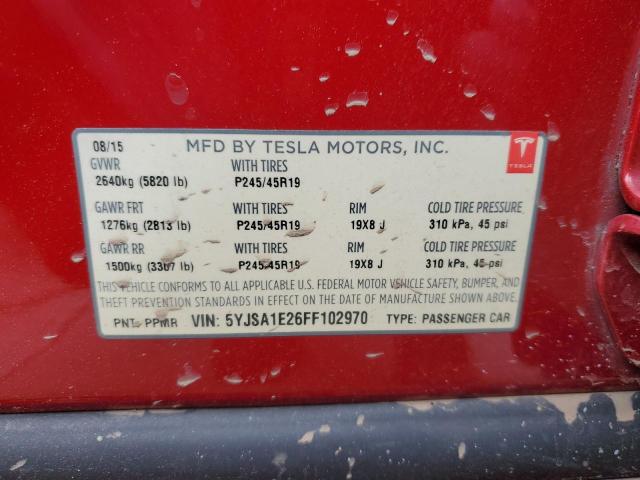 08/15 MFD BY TESLA MOTORS, INC.
TESLA
GVWR WITH TIRES
2640kg (5820 lb) P245/45R19
GAWR FRT WITH TIRES RIM COLD TIRE PRESSURE
1276kg (2813 lb) P245/45R19 19X8 J 310 kPa, 45 psi
GAWR RR WITH TIRES RIM COLD TIRE PRESSURE
1500kg (3307 lb) P245/45R19 19X8 J 310 kPa, 45 psi
THIS VEHICLE CONFORMS TO ALL APPLICABLE U.S. FEDERAL MOTOR VEHICLE SAFETY, BUMPER, AND
THEFT PREVENTION STANDARDS IN EFFECT ON THE DATE OF MANUFACTURE SHOWN ABOVE.
PNT: PPMR VIN: 5YJSA1E26FF102970 TYPE: PASSENGER CAR